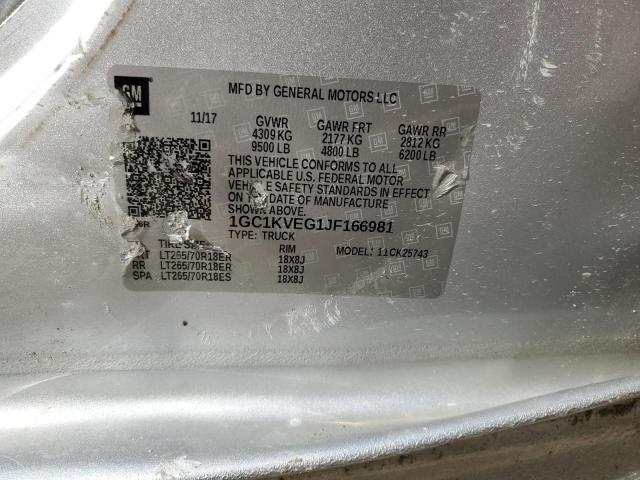 GM
MFD BY GENERAL MOTORS LLC
11/17 GVWR GAWR FRT GAWR RR
4309 KG 2177 KG 2812 KG
9500 LB 4800 LB 6200 LB
THIS VEHICLE CONFORMS TO ALL
APPLICABLE U.S. FEDERAL MOTOR
VEHICLE SAFETY STANDARDS IN EFFECT
ON THE DATE OF MANUFACTURE
SHOWN ABOVE.
1GC1KVEG1JF166981
TYPE: TRUCK MODEL: 11CK25743
TIRE SIZE RIM
FRT LT265/70R18ER 18X8J
RR LT265/70R18ER 18X8J
SPA LT265/70R18ES 18X8J